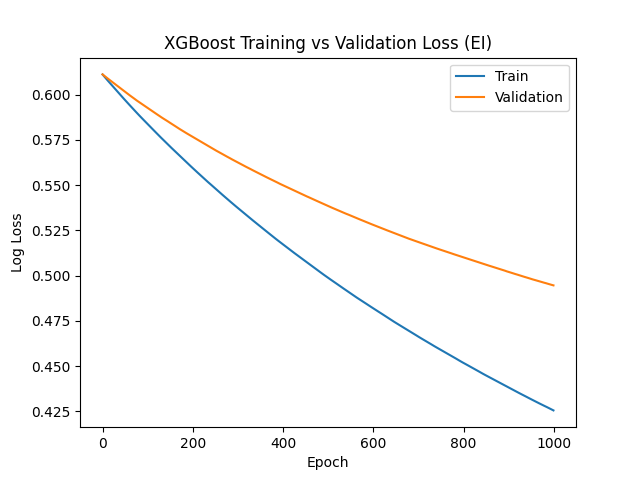 XGBoost Training vs Validation Loss (EI)
Train
Validation
0.600
0.575
0.550
0.525
0.500
0.475
0.450
0.425
Log Loss
0 200 400 600 800 1000
Epoch